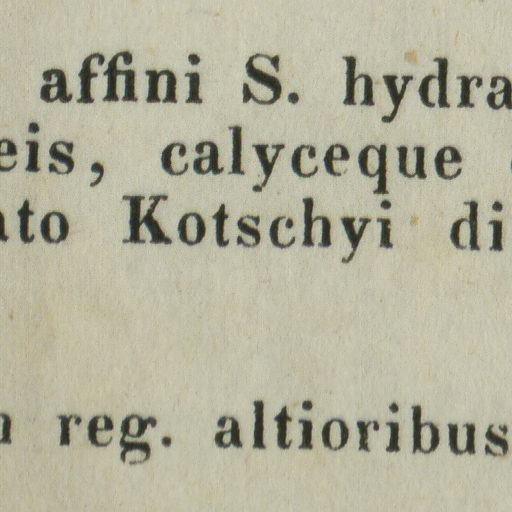 affini S. hydra
eis, calyceque
ato Kotschyi di
reg. altioribus